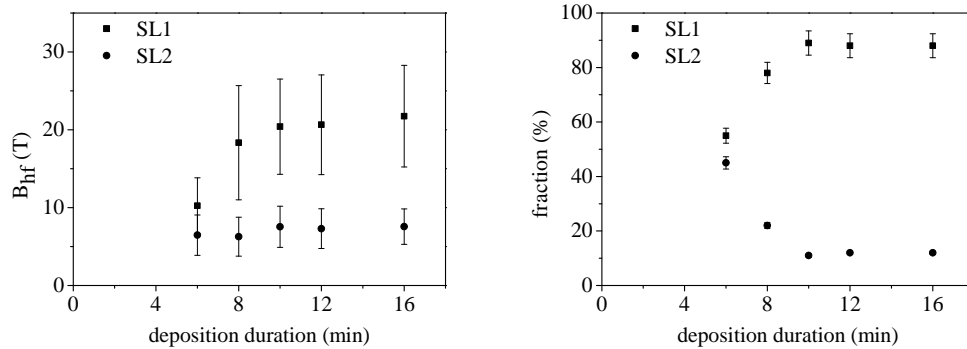 SL1
SL2
30
20
10
0
0 4 8 12 16
B_hf (T)
deposition duration (min)
SL1
SL2
100
80
60
40
20
0
0 4 8 12 16
fraction (%)
deposition duration (min)